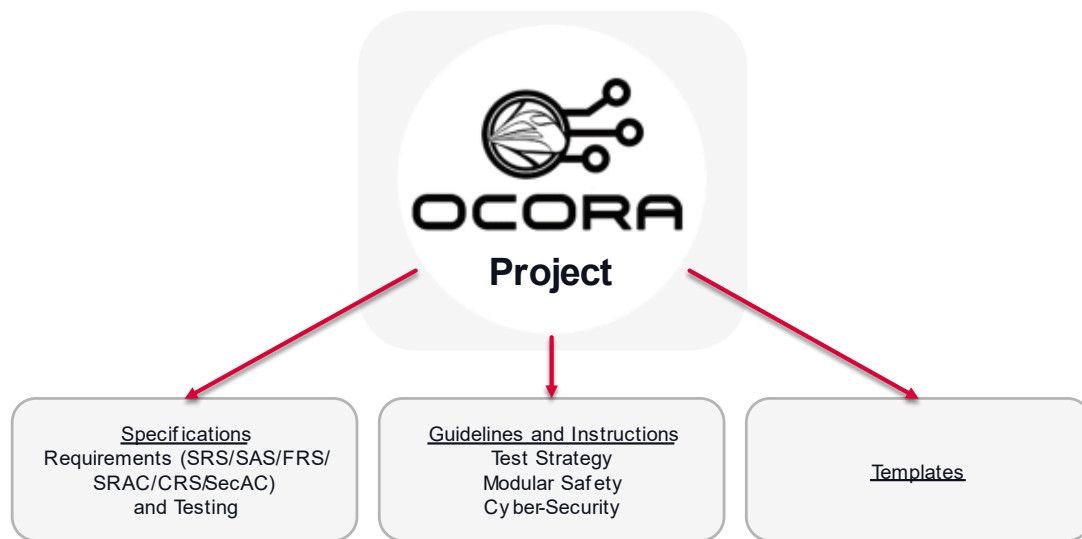 OCORA
Project
Specifications
Requirements (SRS/SAS/FRS/
SRAC/CRS/SecAC)
and Testing
Guidelines and Instructions
Test Strategy
Modular Safety
Cyber-Security
Templates